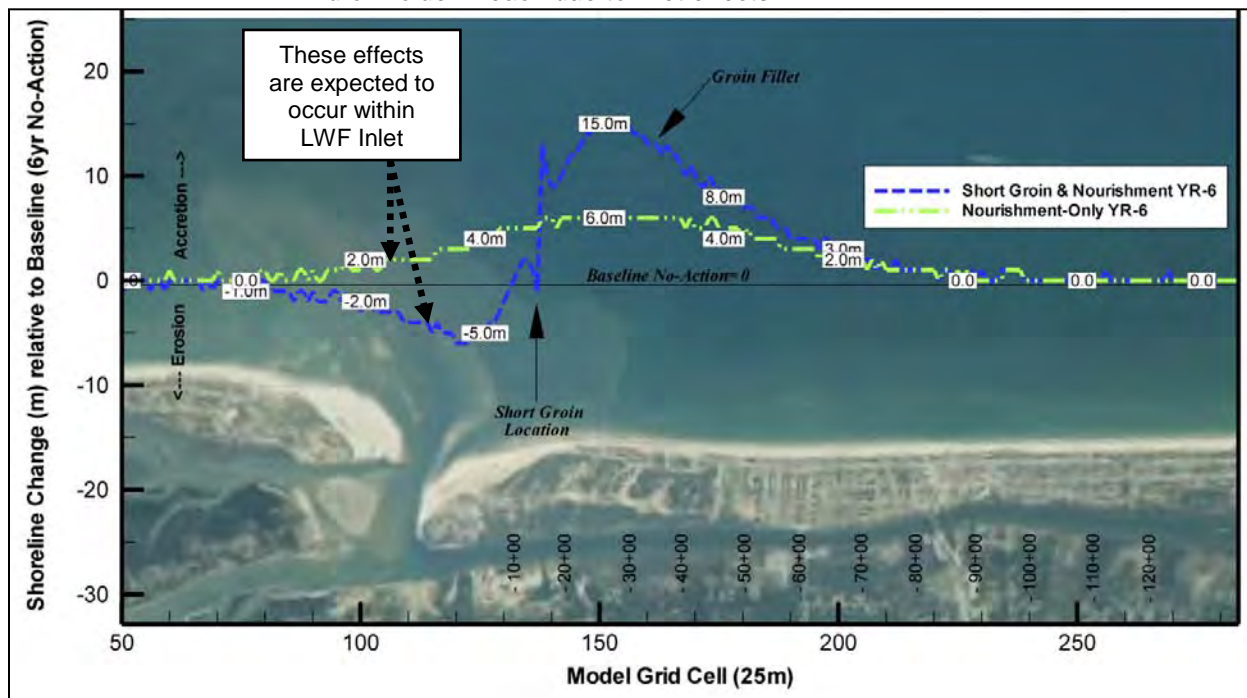 These effects
are expected to
occur within
LWF Inlet
Groin Fillet
15.0m
Short Groin & Nourishment YR-6
Nourishment-Only YR-6
8.0m
6.0m
4.0m
4.0m
3.0m
2.0m
2.0m
Baseline No-Action= 0
0
0.0
0.0
0.0
0.0
-1.0m
-2.0m
-5.0m
Short Groin
Location
Accretion --->
<--- Erosion
Shoreline Change (m) relative to Baseline (6yr No-Action)
20
10
0
-10
-20
-30
-10+00
-20+00
-30+00
-40+00
-50+00
-60+00
-70+00
-80+00
-90+00
-100+00
-110+00
-120+00
50
100
150
200
250
Model Grid Cell (25m)